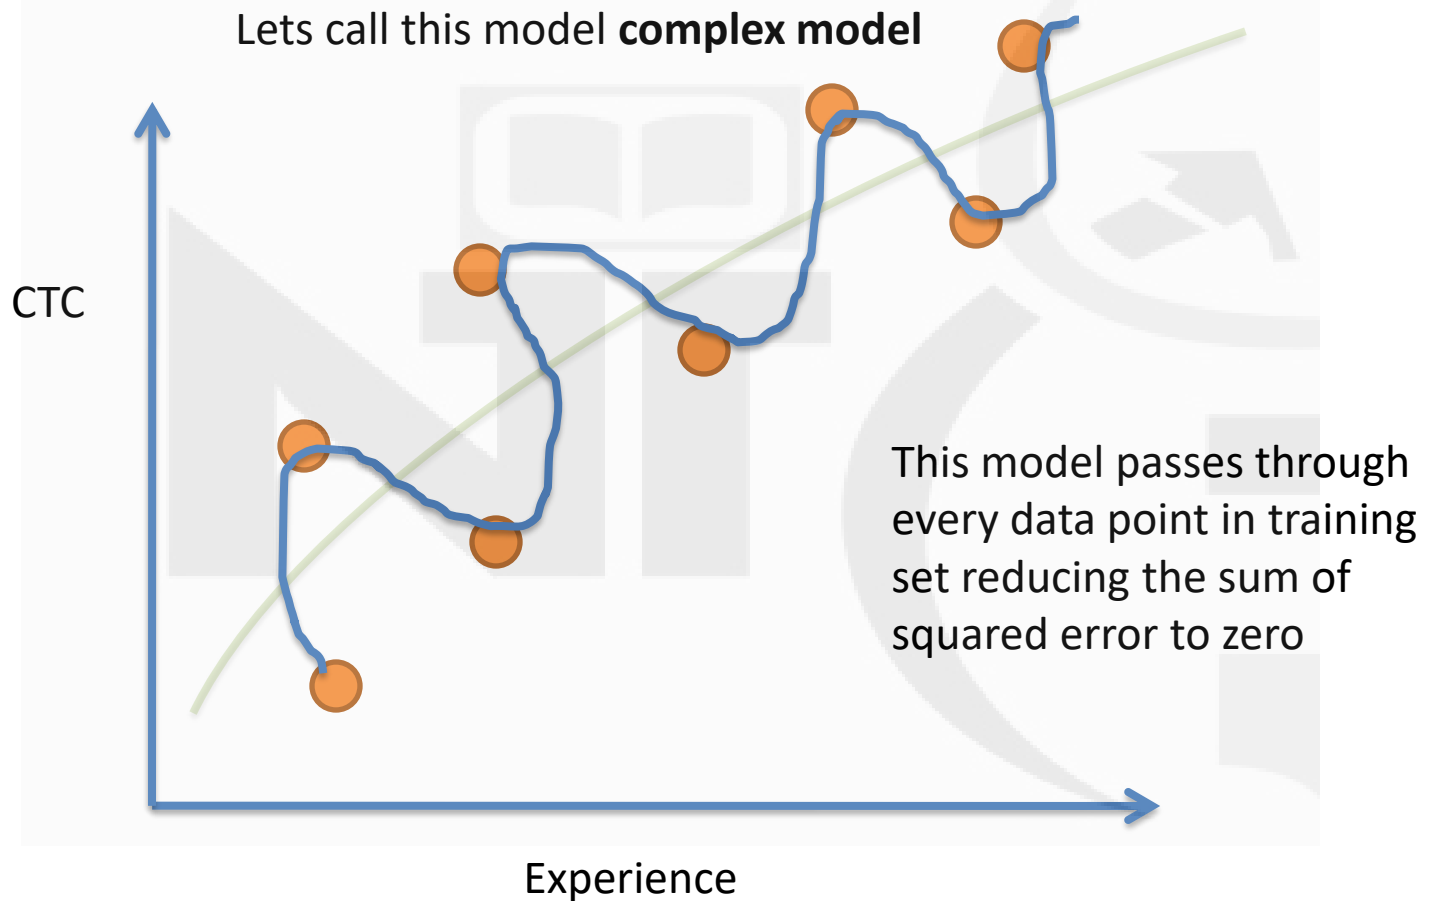 Lets call this model complex model
CTC
This model passes through
every data point in training
set reducing the sum of
squared error to zero
Experience